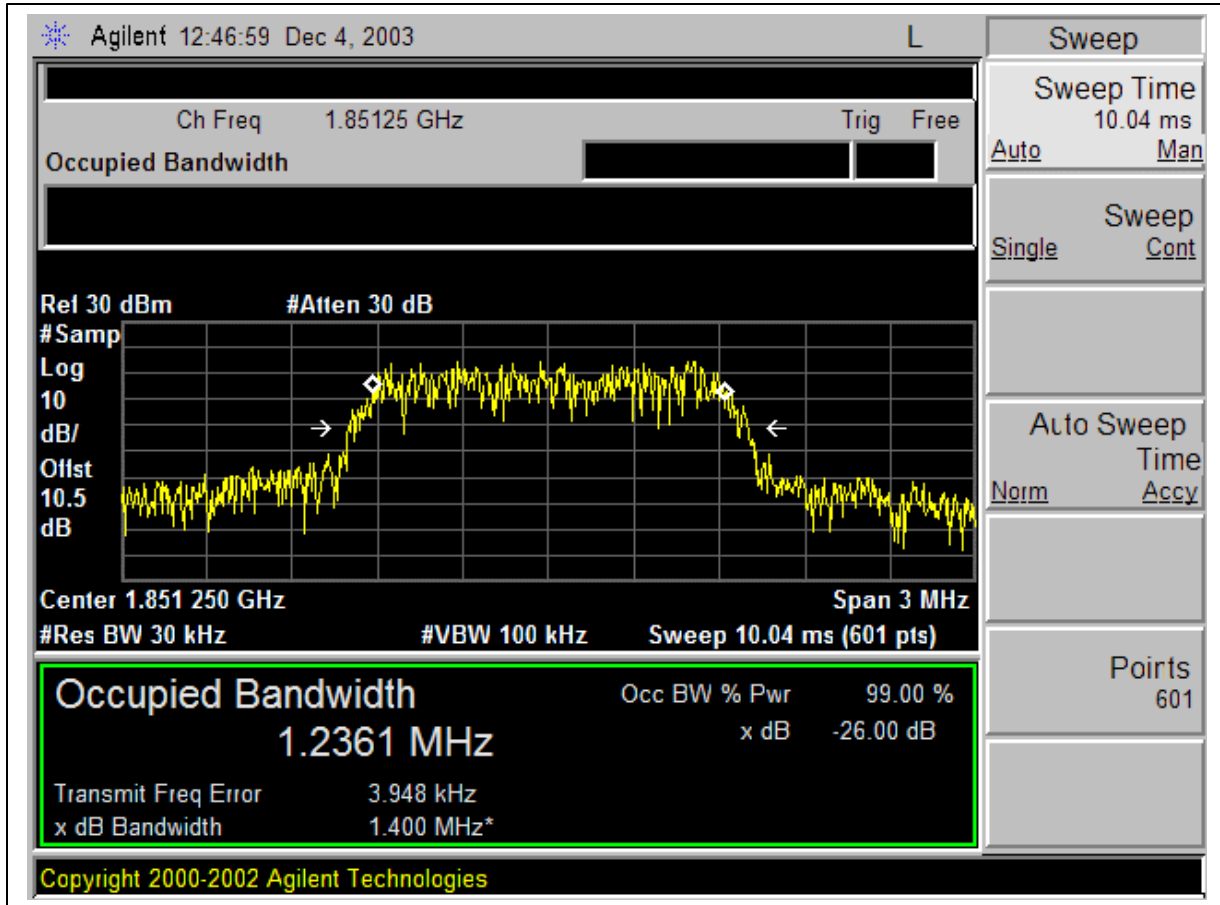 Agilent 12:46:59 Dec 4, 2003 L
Sweep
Ch Freq 1.85125 GHz Trig Free
Occupied Bandwidth
Ref 30 dBm #Atten 30 dB
#Samp
Log
10
dB/
Offst
10.5
dB
Center 1.851 250 GHz Span 3 MHz
#Res BW 30 kHz #VBW 100 kHz Sweep 10.04 ms (601 pts)
Occupied Bandwidth
1.2361 MHz
Occ BW % Pwr 99.00 %
x dB -26.00 dB
Transmit Freq Error 3.948 kHz
x dB Bandwidth 1.400 MHz*
Copyright 2000-2002 Agilent Technologies
Sweep Time
10.04 ms
Auto Man
Sweep
Single Cont
Auto Sweep
Time
Norm Accy
Points
601